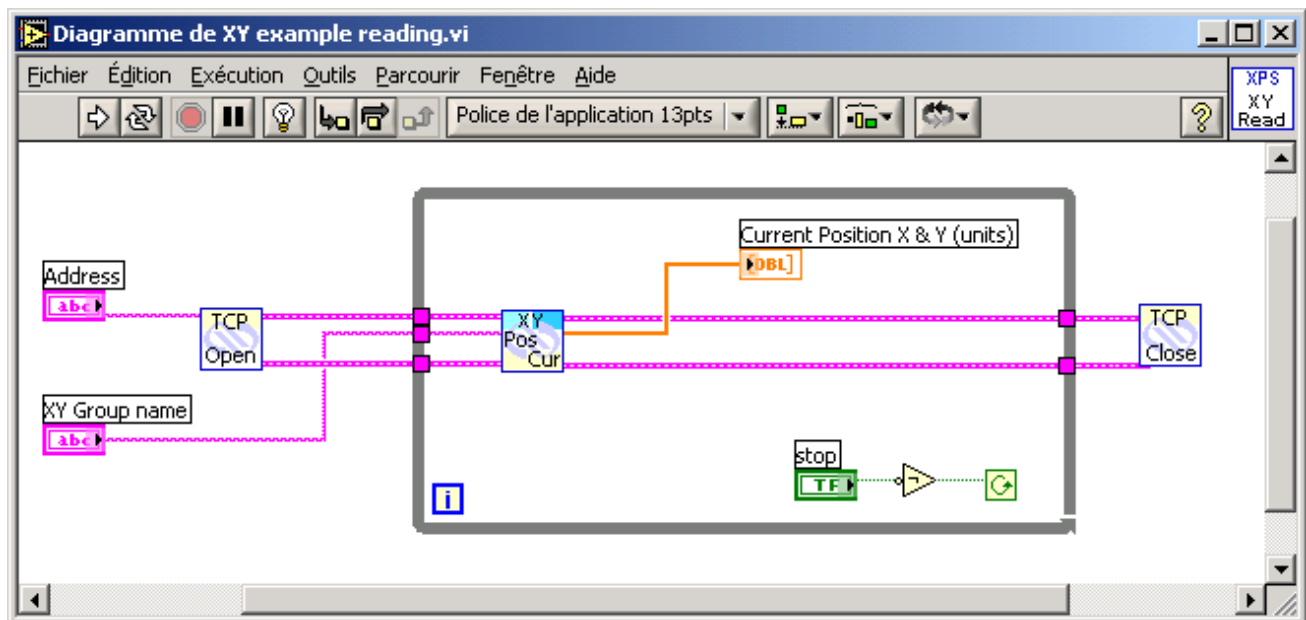 Diagramme de XY example reading.vi
Fichier Édition Exécution Outils Parcourir Fenêtre Aide
XPS
XY
Read
Police de l'application 13pts
?
Current Position X & Y (units)
[DBL]
Address
abc
TCP
Open
XY
Pos
Cur
TCP
Close
XY Group name
abc
stop
TF
i